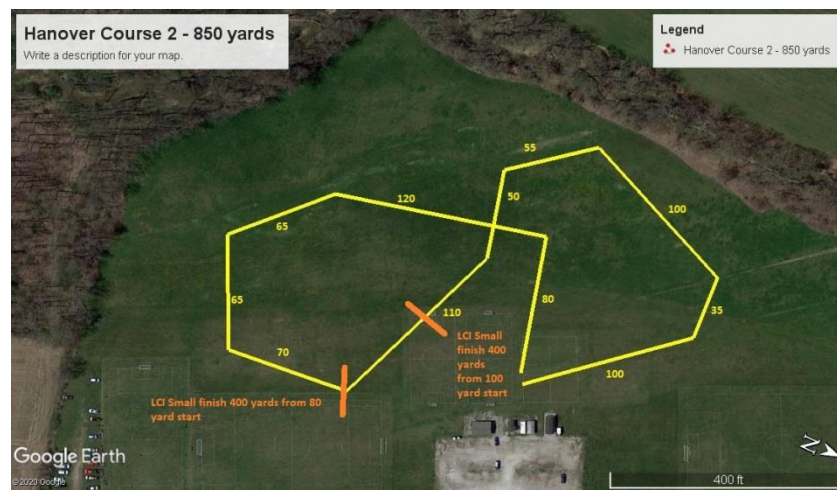 Hanover Course 2 - 850 yards
Write a description for your map.
Legend
Hanover Course 2 - 850 yards
55
50
120
65
100
65
80
110
35
70
100
LCI Small
finish 400
yards
from 100
yard start
LCI Small finish 400 yards from 80
yard start
Google Earth
© 2020 Google
N
400 ft